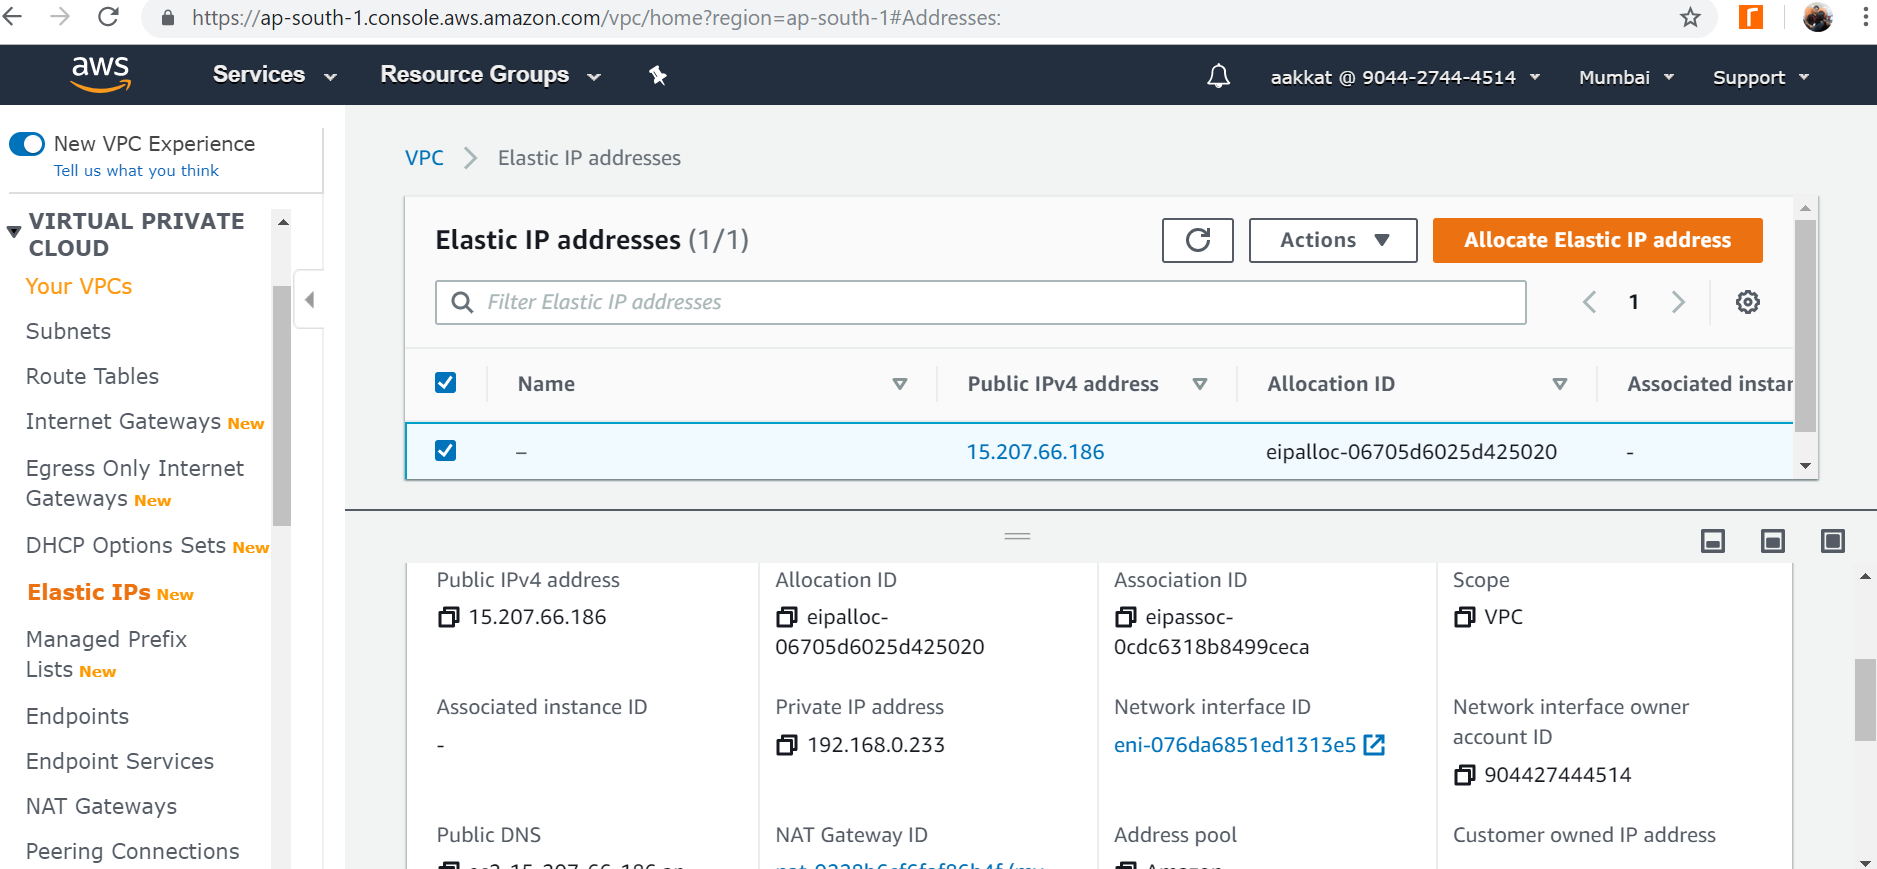 https://ap-south-1.console.aws.amazon.com/vpc/home?region=ap-south-1#Addresses:
aws Services Resource Groups aakkat @ 9044-2744-4514 Mumbai Support
New VPC Experience
Tell us what you think
VIRTUAL PRIVATE
CLOUD
Your VPCs
Subnets
Route Tables
Internet Gateways New
Egress Only Internet
Gateways New
DHCP Options Sets New
Elastic IPs New
Managed Prefix
Lists New
Endpoints
Endpoint Services
NAT Gateways
Peering Connections
VPC Elastic IP addresses
Elastic IP addresses (1/1) Actions Allocate Elastic IP address
Filter Elastic IP addresses 1
Name Public IPv4 address Allocation ID Associated instan
– 15.207.66.186 eipalloc-06705d6025d425020 -
Public IPv4 address Allocation ID Association ID Scope
15.207.66.186 eipalloc- eipassoc- VPC
06705d6025d425020 0cdc6318b8499ceca
Associated instance ID Private IP address Network interface ID Network interface owner
account ID
- 192.168.0.233 eni-076da6851ed1313e5
904427444514
Public DNS NAT Gateway ID Address pool Customer owned IP address
Amazon